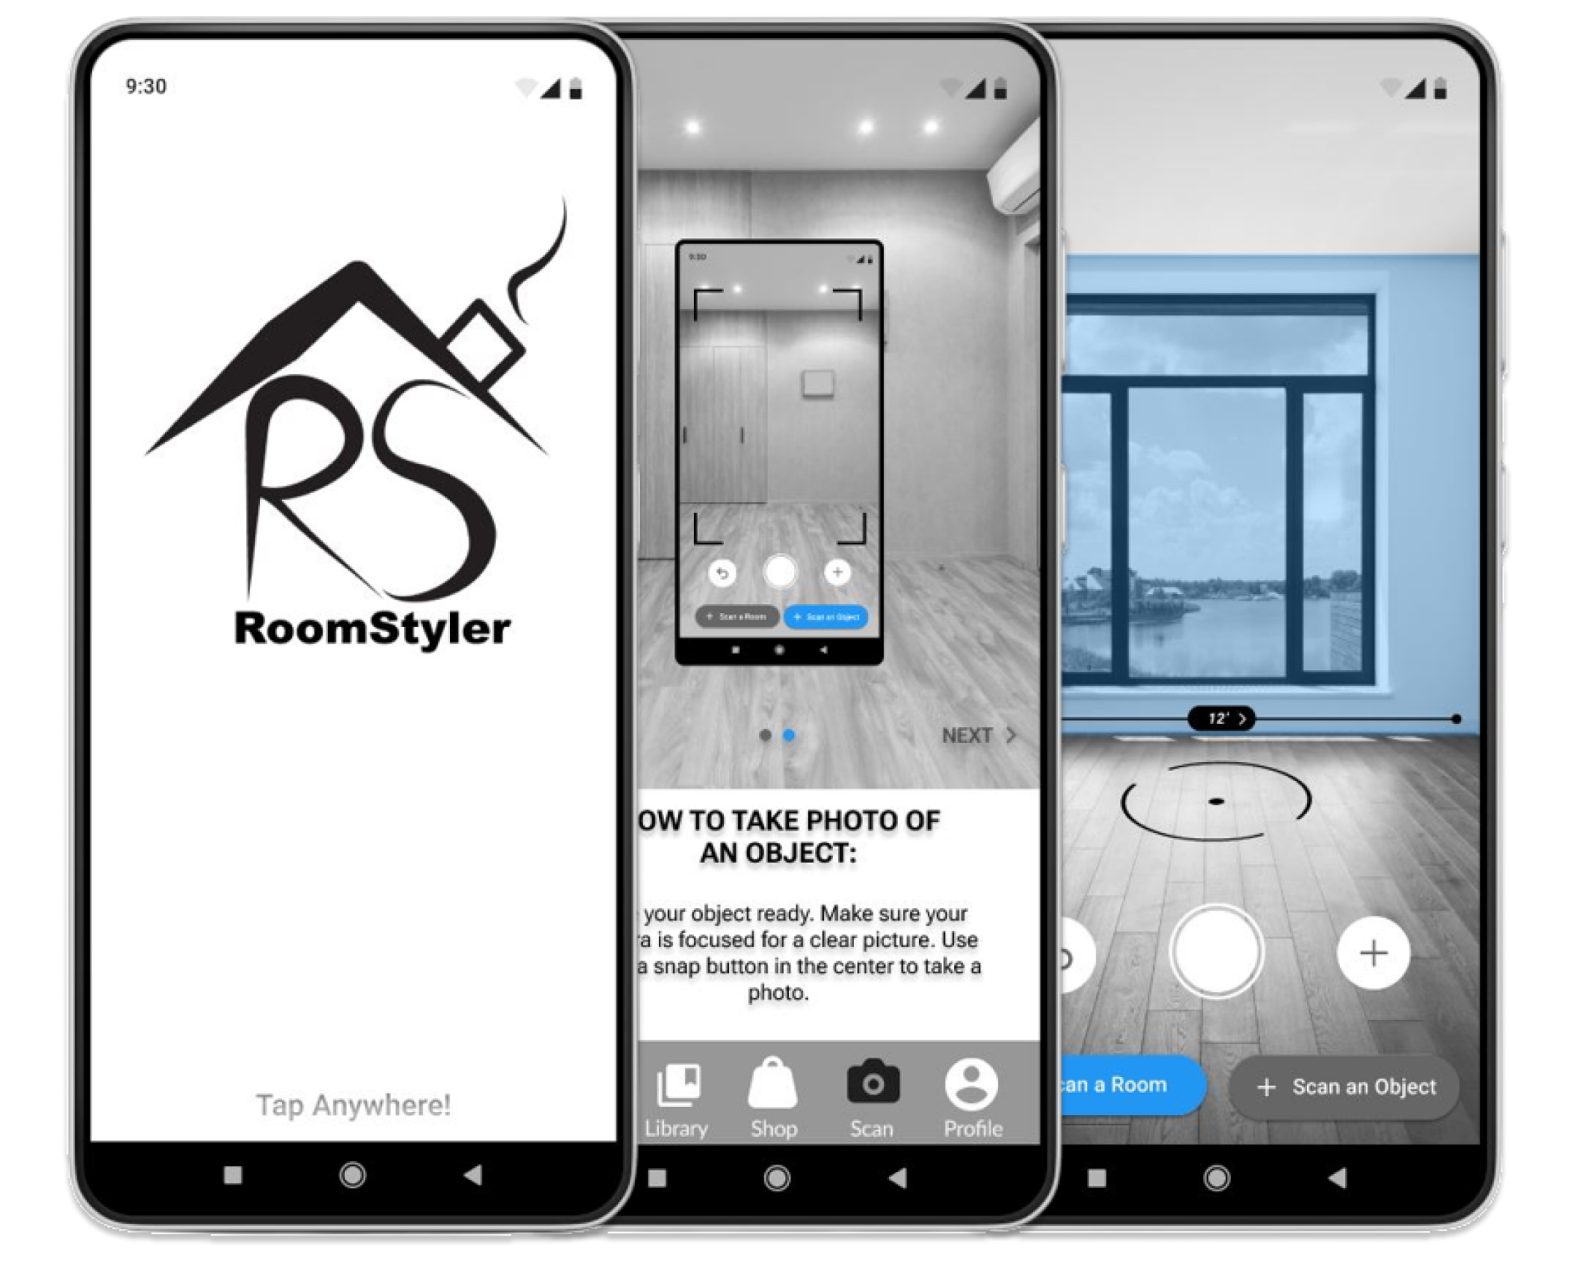 9:30
RS
RoomStyler
Tap Anywhere!
9:30
+ Scan a Room
+ Scan an Object
NEXT >
OW TO TAKE PHOTO OF
AN OBJECT:
your object ready. Make sure your
ra is focused for a clear picture. Use
a snap button in the center to take a
photo.
Library
Shop
Scan
Profile
12' >
can a Room
+ Scan an Object